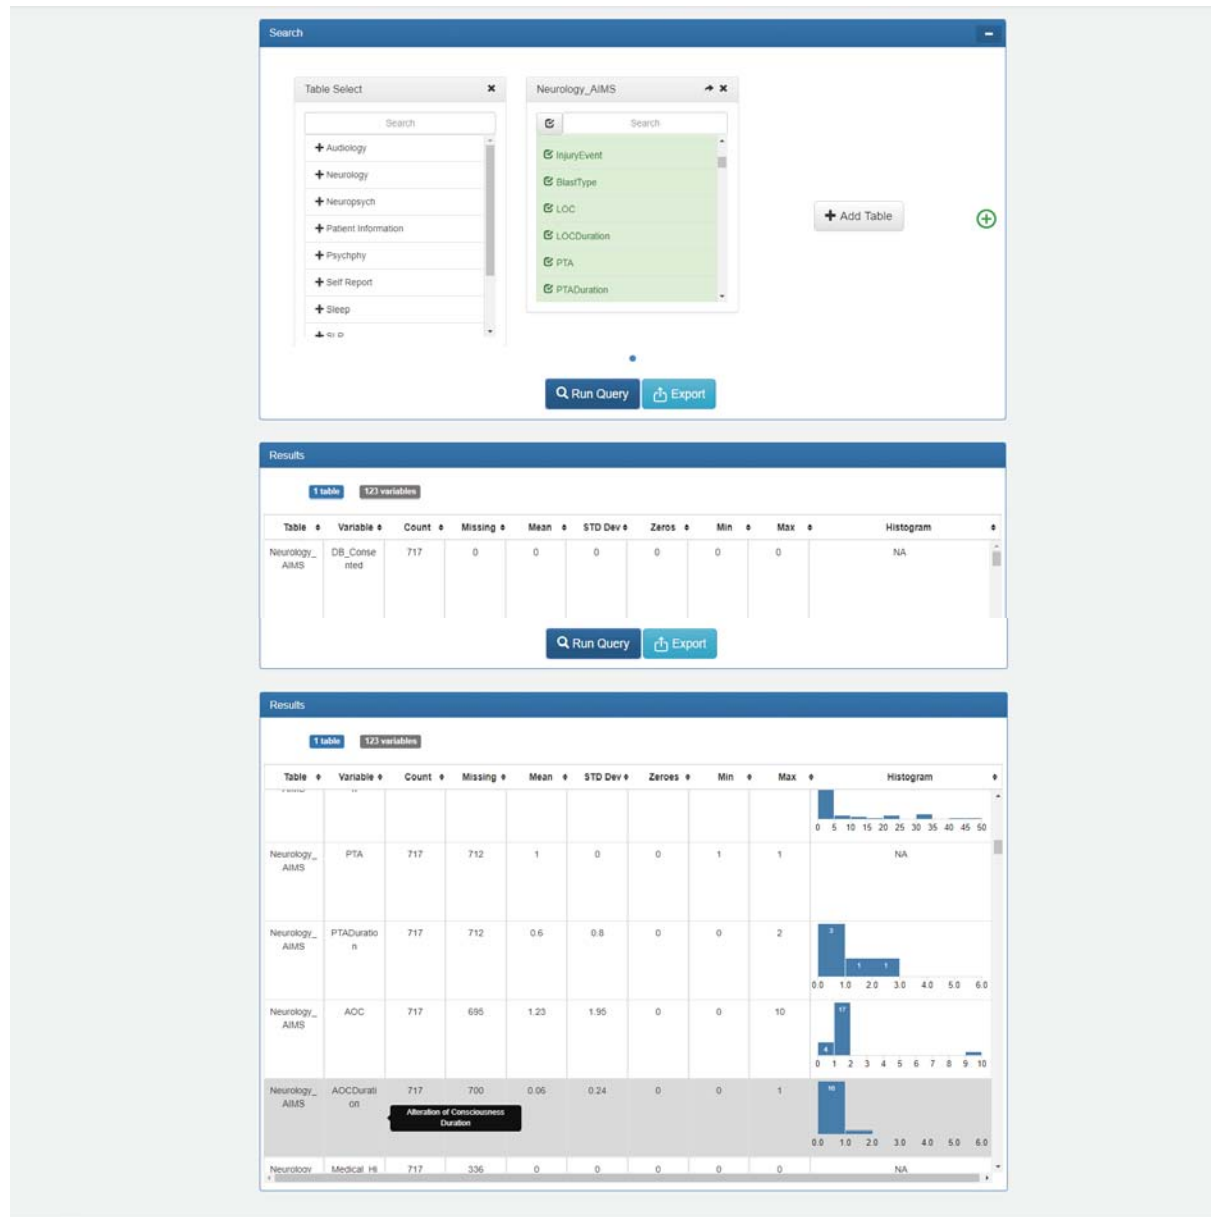 Search
Table Select
Neurology_AIMS
Search
Search
Audiology
Neurology
Neuropsych
Patient Information
Psychphy
Self Report
Sleep
SLP
InjuryEvent
BlastType
LOC
LOCDuration
PTA
PTADuration
Add Table
Run Query Export
Results
1 table 123 variables
Table Variable Count Missing Mean STD Dev Zeros Min Max Histogram
Neurology_ DB_Conse 717 0 0 0 0 0 0 NA
AIMS nted
Run Query Export
Results
1 table 123 variables
Table Variable Count Missing Mean STD Dev Zeroes Min Max Histogram
AIMS n
0 5 10 15 20 25 30 35 40 45 50
Neurology_ PTA 717 712 1 0 0 1 1 NA
AIMS
Neurology_ PTADuratio 717 712 0.6 0.8 0 0 2 3
AIMS n
1 1
0.0 1.0 2.0 3.0 4.0 5.0 6.0
Neurology_ AOC 717 695 1.23 1.95 0 0 10 17
AIMS
4
0 1 2 3 4 5 6 7 8 9 10
Neurology_ AOCDurati 717 700 0.06 0.24 0 0 1 16
AIMS on
Alteration of Consciousness
Duration
0.0 1.0 2.0 3.0 4.0 5.0 6.0
Neurology Medical_Hi 717 336 0 0 0 0 0 NA